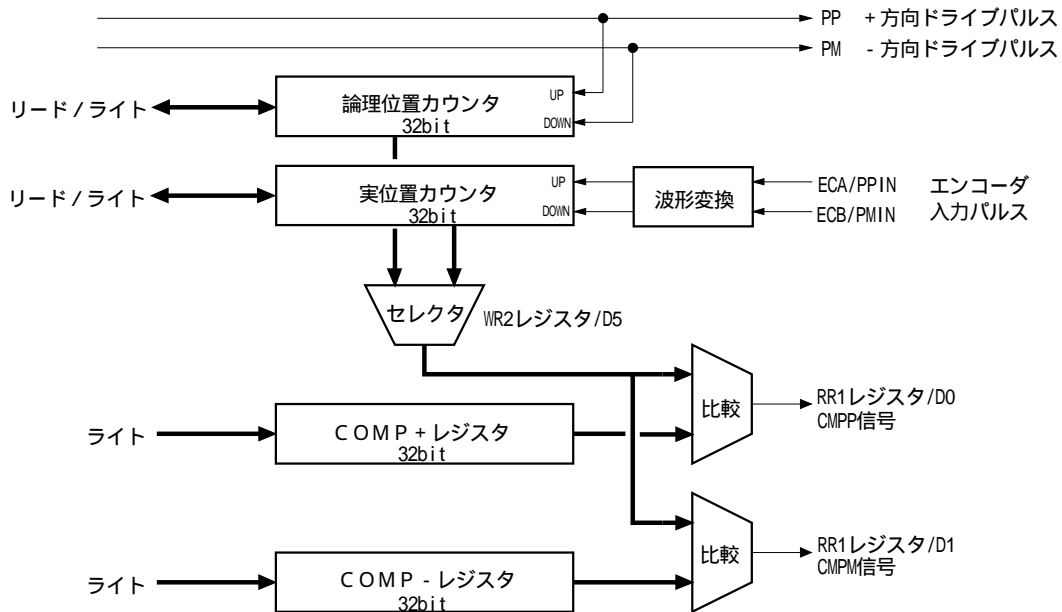 PP +方向ドライブパルス
PM -方向ドライブパルス
リード/ライト
論理位置カウンタ
32bit
UP
DOWN
リード/ライト
実位置カウンタ
32bit
UP
DOWN
波形変換
ECA/PPIN
ECB/PMIN
エンコーダ
入力パルス
セレクタ
WR2レジスタ/D5
比較
RR1レジスタ/D0
CMPP信号
ライト
COMP+レジスタ
32bit
比較
RR1レジスタ/D1
CMPM信号
ライト
COMP-レジスタ
32bit